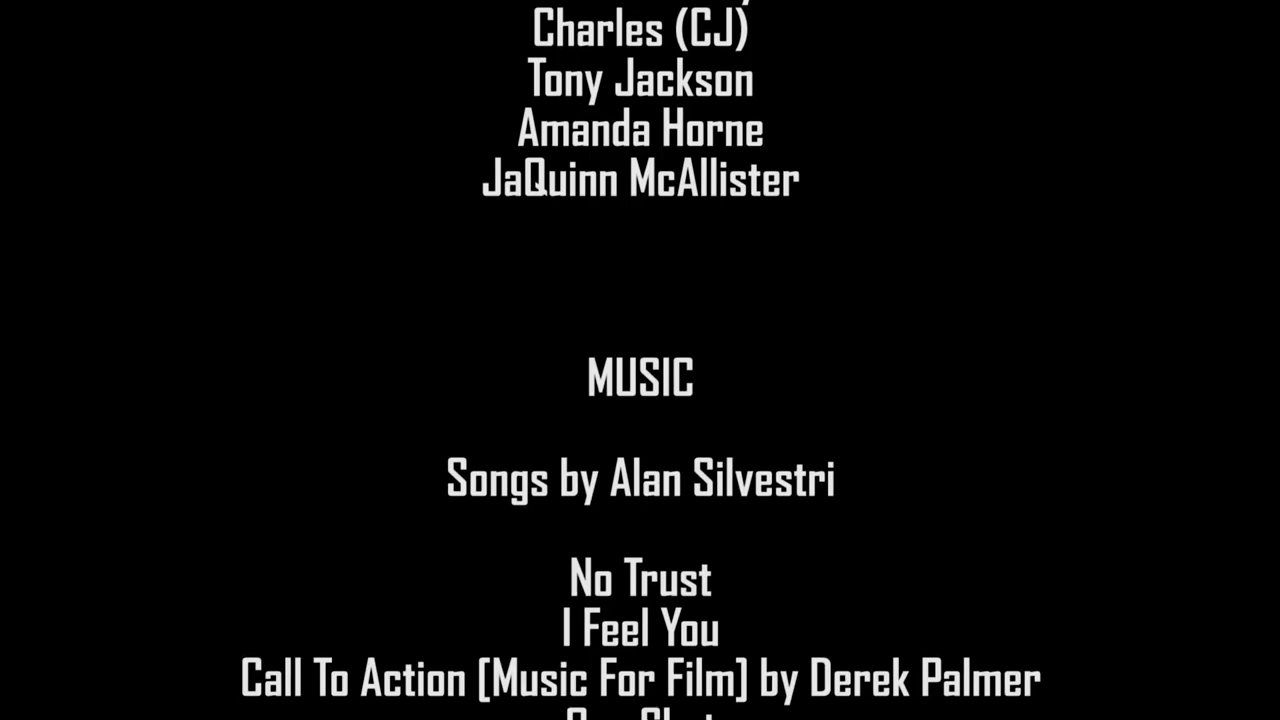 Charles (CJ)
Tony Jackson
Amanda Horne
JaQuinn McAllister
MUSIC
Songs by Alan Silvestri
No Trust
I Feel You
Call To Action [Music For Film] by Derek Palmer